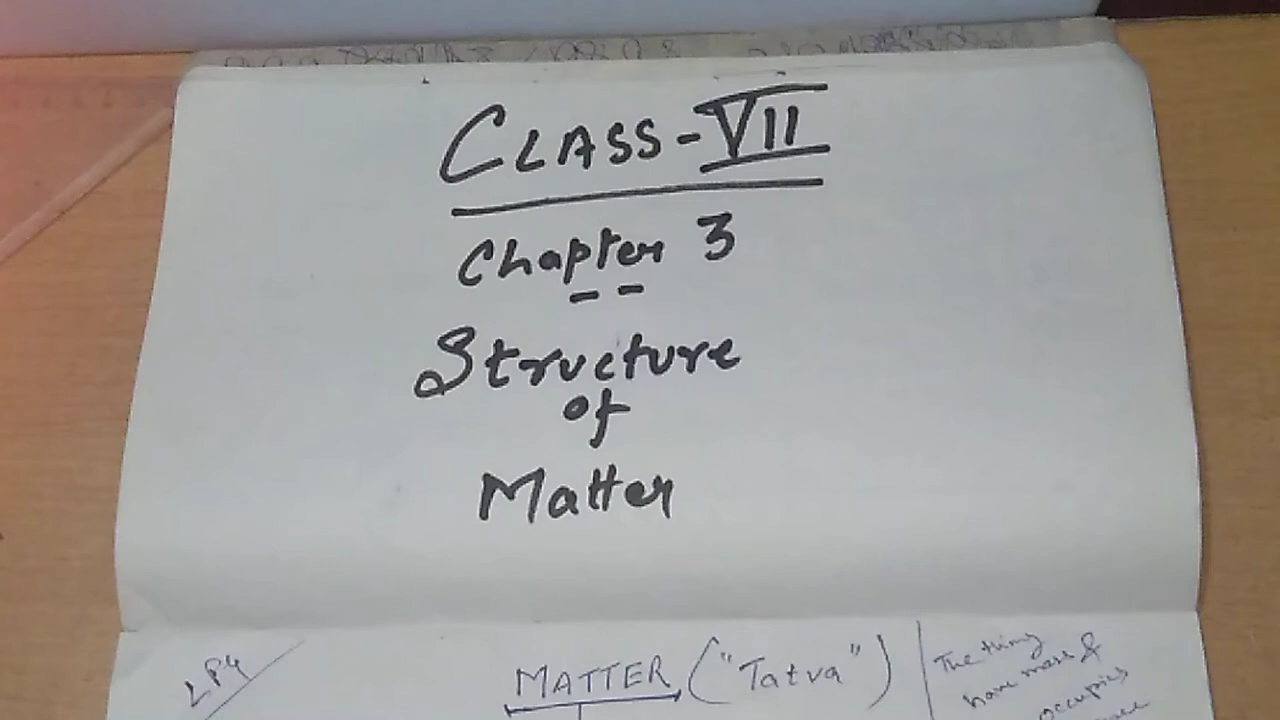 CLASS-VII
Chapter 3
Structure
of
Matter
LP4
MATTER ("Tatva")
The thing
have mass &
occupies